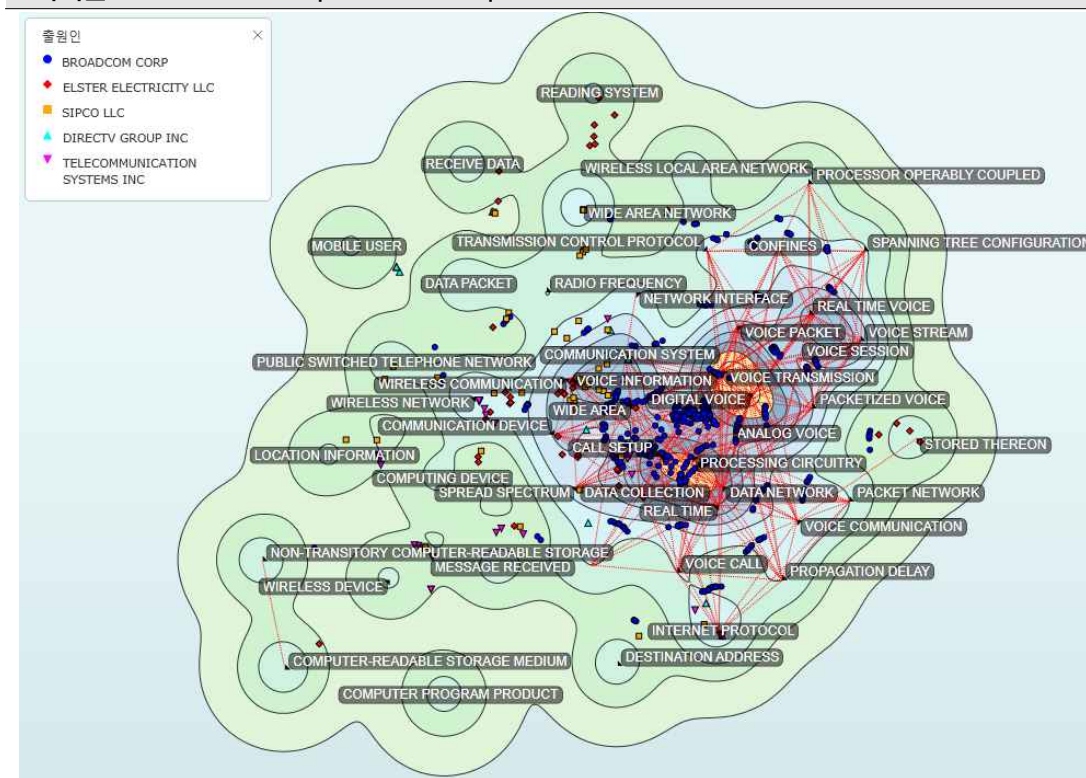 출원인
BROADCOM CORP
ELSTER ELECTRICITY LLC
SIPCO LLC
DIRECTV GROUP INC
TELECOMMUNICATION
SYSTEMS INC
READING SYSTEM
RECEIVE DATA
WIRELESS LOCAL AREA NETWORK
PROCESSOR OPERABLY COUPLED
WIDE AREA NETWORK
MOBILE USER
TRANSMISSION CONTROL PROTOCOL
CONFINES
SPANNING TREE CONFIGURATION
DATA PACKET
RADIO FREQUENCY
NETWORK INTERFACE
REAL TIME VOICE
VOICE PACKET
VOICE STREAM
PUBLIC SWITCHED TELEPHONE NETWORK
COMMUNICATION SYSTEM
VOICE SESSION
WIRELESS COMMUNICATION
VOICE INFORMATION
VOICE TRANSMISSION
WIRELESS NETWORK
WIDE AREA
DIGITAL VOICE
PACKETIZED VOICE
COMMUNICATION DEVICE
ANALOG VOICE
STORED THEREON
LOCATION INFORMATION
CALL SETUP
PROCESSING CIRCUITRY
COMPUTING DEVICE
SPREAD SPECTRUM
DATA COLLECTION
DATA NETWORK
PACKET NETWORK
REAL TIME
VOICE COMMUNICATION
NON-TRANSITORY COMPUTER-READABLE STORAGE
MESSAGE RECEIVED
VOICE CALL
PROPAGATION DELAY
WIRELESS DEVICE
INTERNET PROTOCOL
COMPUTER-READABLE STORAGE MEDIUM
DESTINATION ADDRESS
COMPUTER PROGRAM PRODUCT